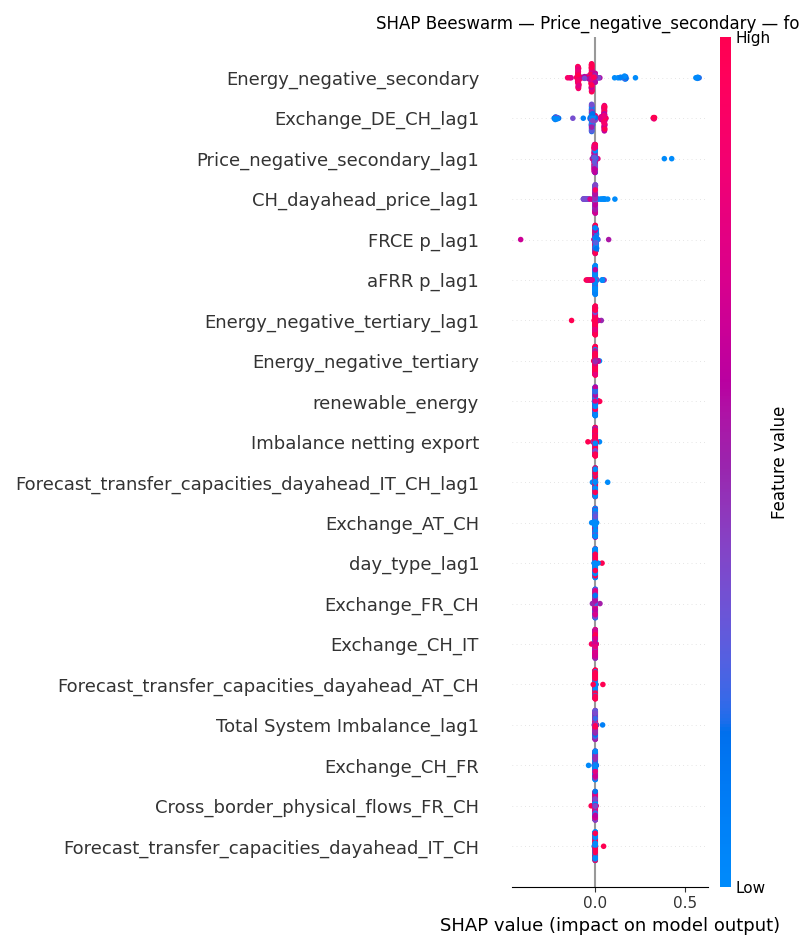 SHAP Beeswarm — Price_negative_secondary — fo
High
Energy_negative_secondary
Exchange_DE_CH_lag1
Price_negative_secondary_lag1
CH_dayahead_price_lag1
FRCE p_lag1
aFRR p_lag1
Energy_negative_tertiary_lag1
Energy_negative_tertiary
renewable_energy
Imbalance netting export
Forecast_transfer_capacities_dayahead_IT_CH_lag1
Exchange_AT_CH
day_type_lag1
Exchange_FR_CH
Exchange_CH_IT
Forecast_transfer_capacities_dayahead_AT_CH
Total System Imbalance_lag1
Exchange_CH_FR
Cross_border_physical_flows_FR_CH
Forecast_transfer_capacities_dayahead_IT_CH
Feature value
Low
0.0 0.5
SHAP value (impact on model output)